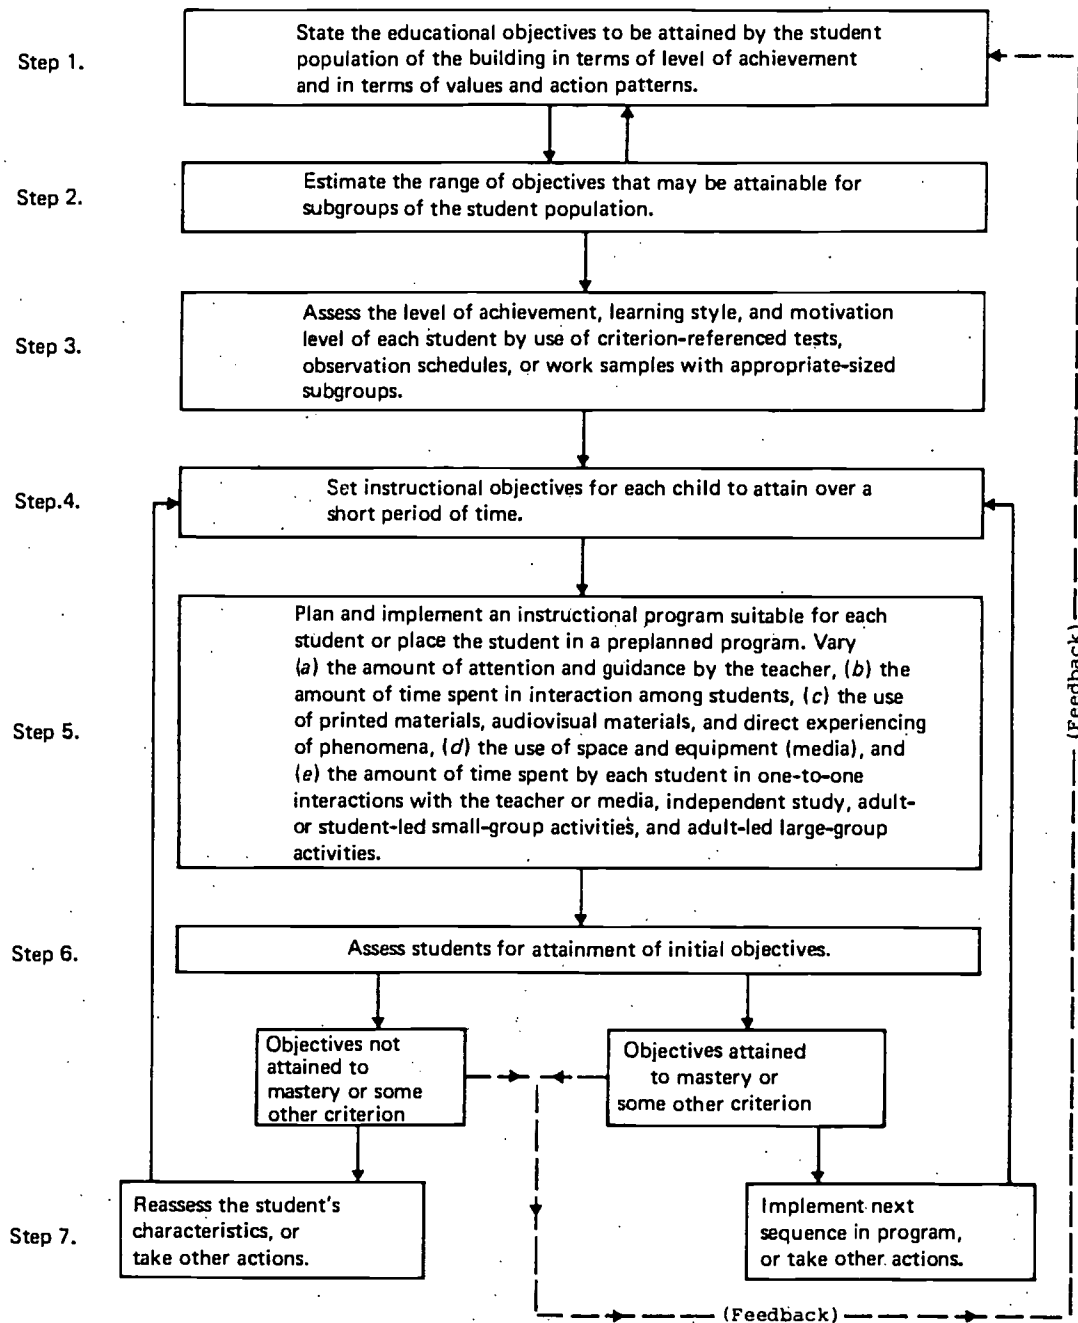 Step 1.
State the educational objectives to be attained by the student
population of the building in terms of level of achievement
and in terms of values and action patterns.
Step 2.
Estimate the range of objectives that may be attainable for
subgroups of the student population.
Step 3.
Assess the level of achievement, learning style, and motivation
level of each student by use of criterion-referenced tests,
observation schedules, or work samples with appropriate-sized
subgroups.
Step.4.
Set instructional objectives for each child to attain over a
short period of time.
Step 5.
Plan and implement an instructional program suitable for each
student or place the student in a preplanned program. Vary
(a) the amount of attention and guidance by the teacher, (b) the
amount of time spent in interaction among students, (c) the use
of printed materials, audiovisual materials, and direct experiencing
of phenomena, (d) the use of space and equipment (media), and
(e) the amount of time spent by each student in one-to-one
interactions with the teacher or media, independent study, adult-
or student-led small-group activities, and adult-led large-group
activities.
Step 6.
Assess students for attainment of initial objectives.
Objectives not
attained to
mastery or some
other criterion
Objectives attained
to mastery or
some other criterion
Step 7.
Reassess the student's
characteristics, or
take other actions.
Implement next
sequence in program,
or take other actions.
(Feedback)
(Feedback)